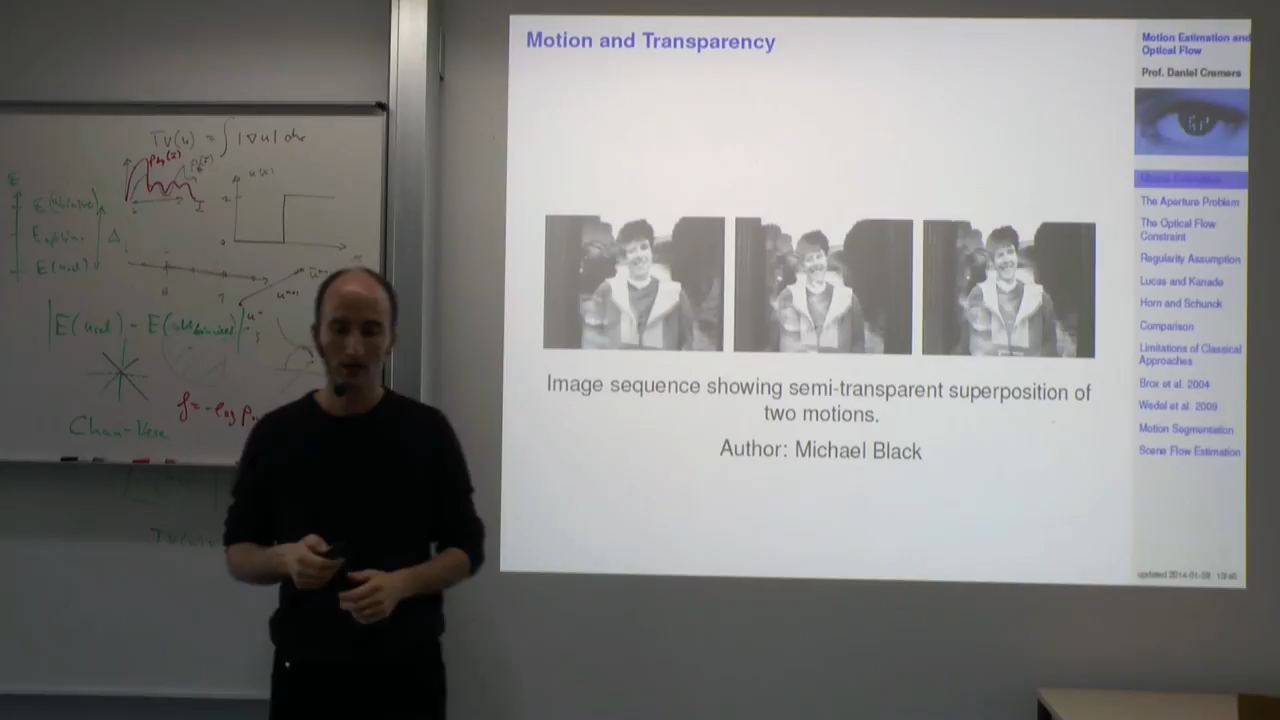 Motion and Transparency
Image sequence showing semi-transparent superposition of
two motions.
Author: Michael Black
Motion Estimation and
Optical Flow
Prof. Daniel Cremers
The Aperture Problem
The Optical Flow
Constraint
Regularity Assumption
Lucas and Kanade
Horn and Schunck
Comparison
Limitations of Classical
Approaches
Brox et al. 2004
Wedel et al. 2009
Motion Segmentation
Scene Flow Estimation
TV(u) = ∫ |∇u| dx
u(x)
Chan-Vese